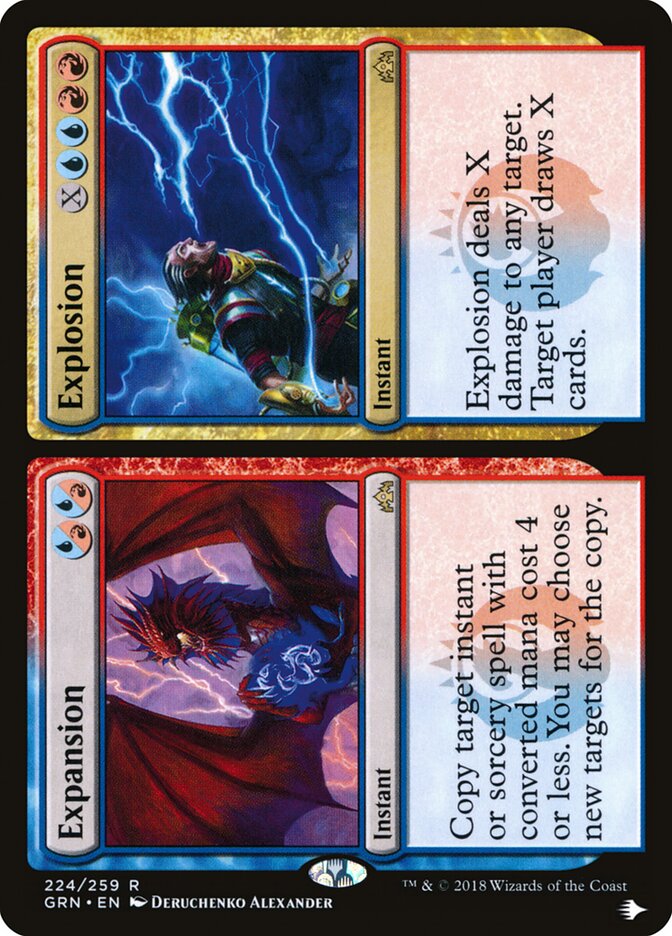 Explosion
X
Instant
Explosion deals X
damage to any target.
Target player draws X
cards.
Expansion
Instant
Copy target instant
or sorcery spell with
converted mana cost 4
or less. You may choose
new targets for the copy.
224/259 R
GRN • EN Deruchenko Alexander
™ & © 2018 Wizards of the Coast